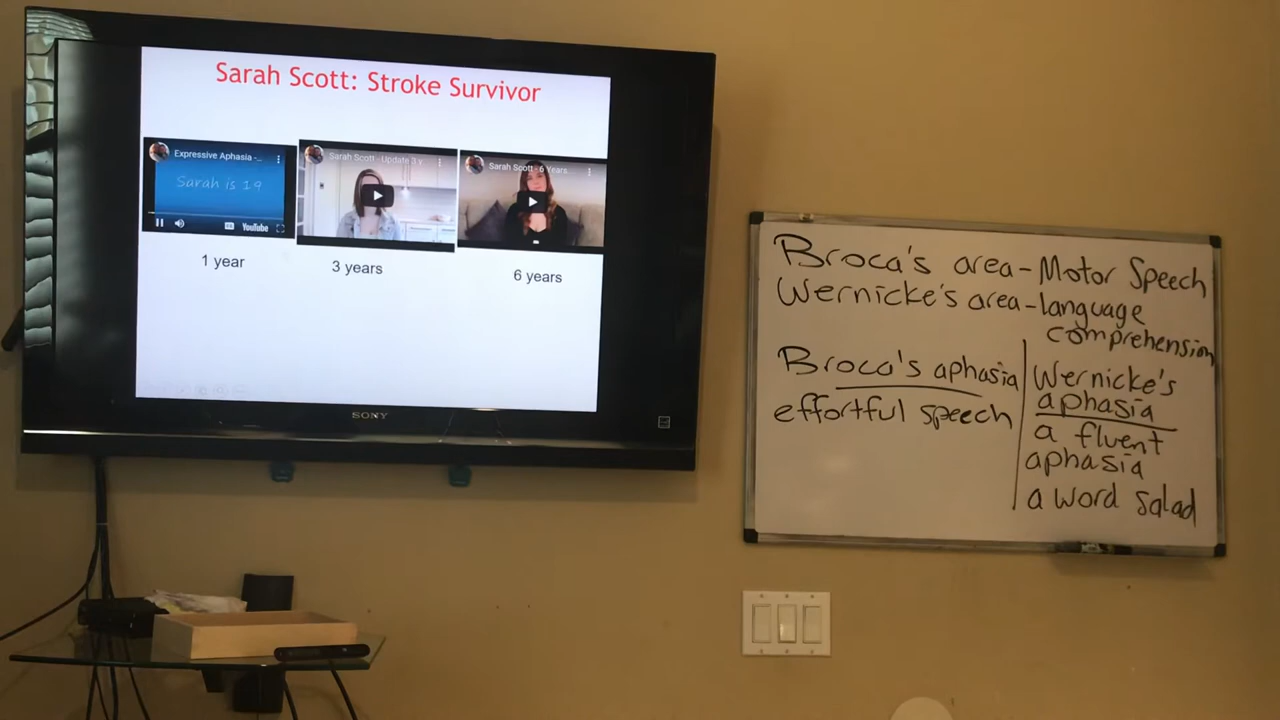 Sarah Scott: Stroke Survivor
Expressive Aphasia -...
Sarah is 19
YouTube
Sarah Scott - Update 3 y
Sarah Scott - 6 Years
1 year
3 years
6 years
SONY
Broca's area - Motor Speech
Wernicke's area - language
comprehension
Broca's aphasia
effortful speech
Wernicke's
aphasia
a fluent
aphasia
a word salad